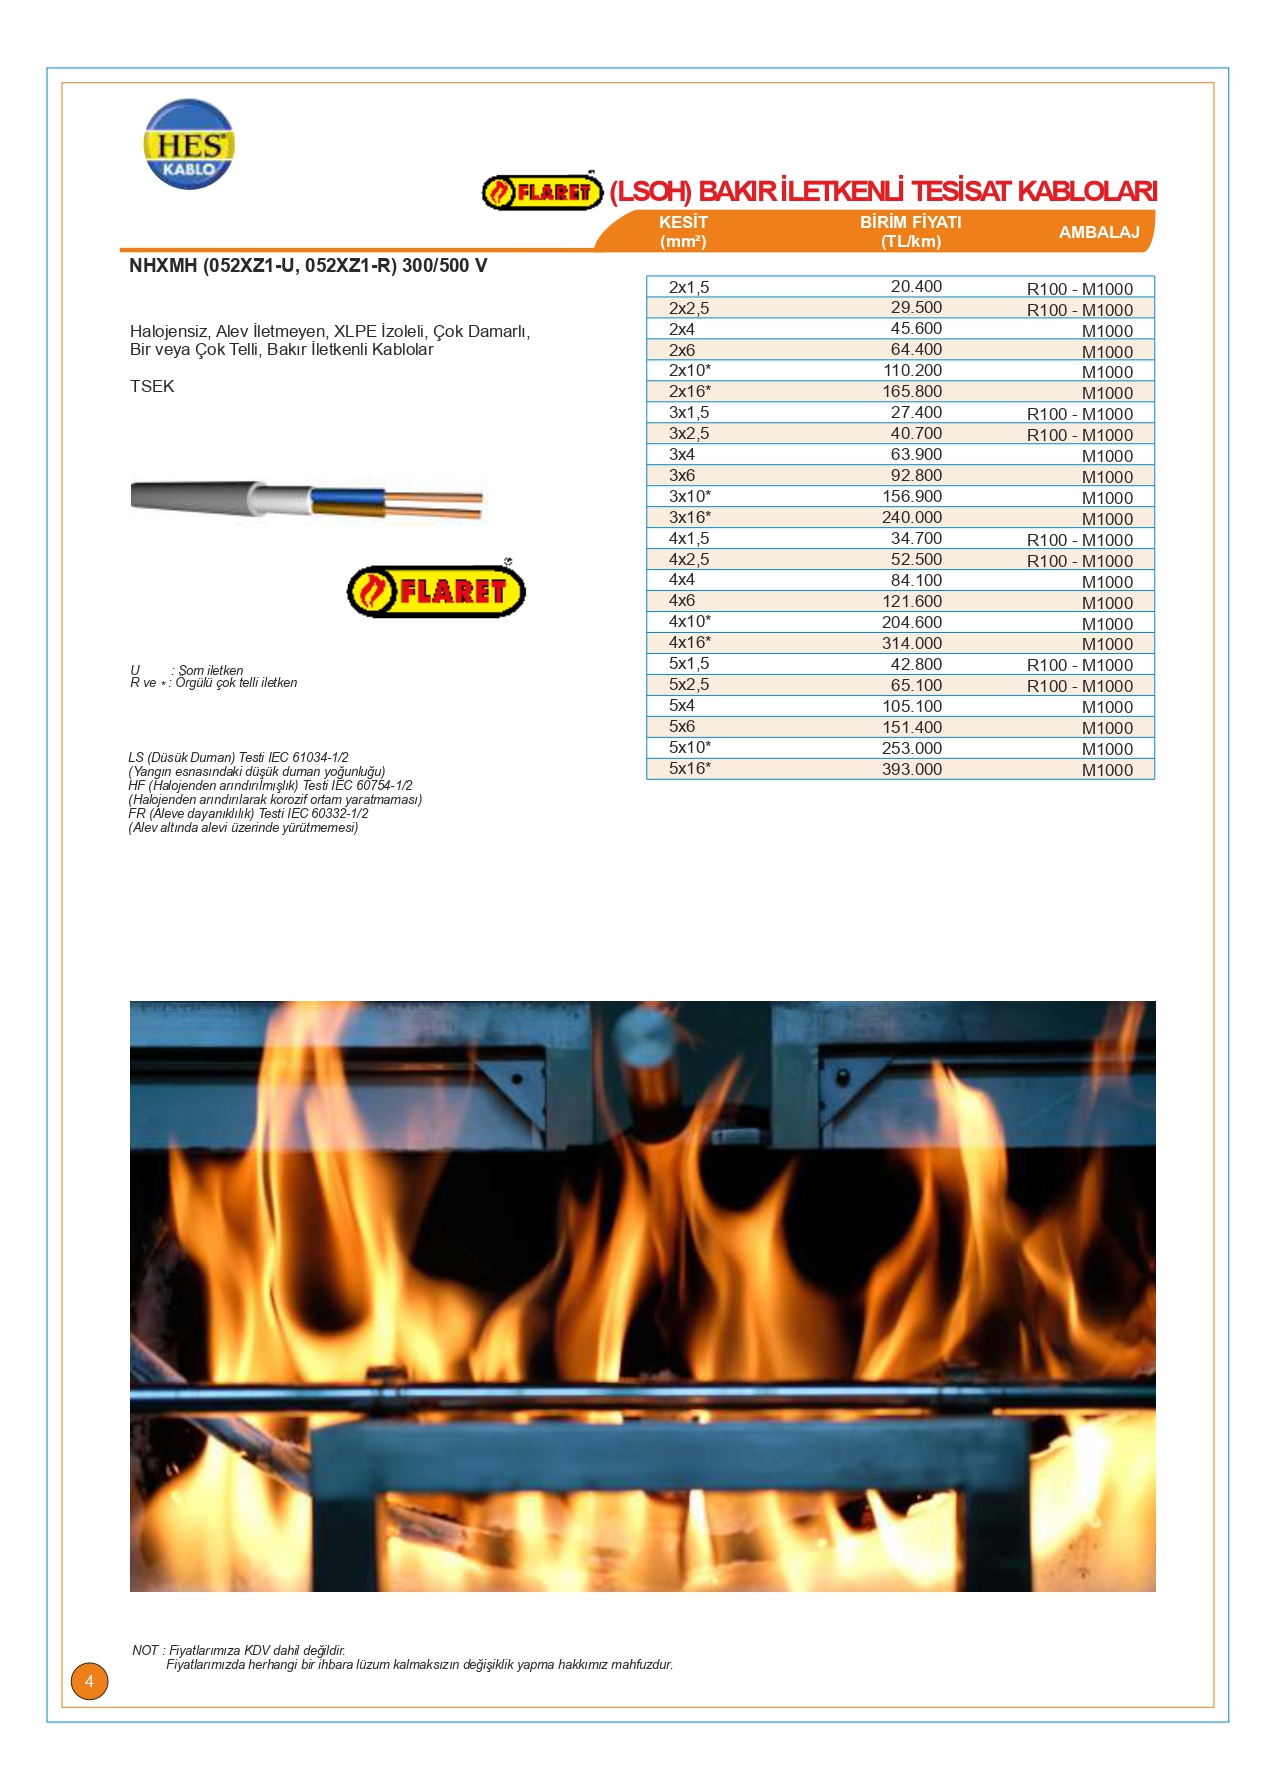 HES
KABLO
FLARET (LSOH) BAKIR İLETKENLİ TESİSAT KABLOLARI
KESİT (mm²) BİRİM FİYATI (TL/km) AMBALAJ
NHXMH (052XZ1-U, 052XZ1-R) 300/500 V
Halojensiz, Alev İletmeyen, XLPE İzoleli, Çok Damarlı,
Bir veya Çok Telli, Bakır İletkenli Kablolar
TSEK
FLARET
U : Som iletken
R ve * : Örgülü çok telli iletken
LS (Düsük Duman) Testi IEC 61034-1/2
(Yangın esnasındaki düşük duman yoğunluğu)
HF (Halojenden arındırılmışlık) Testi IEC 60754-1/2
(Halojenden arındırılarak korozif ortam yaratmaması)
FR (Aleve dayanıklılık) Testi IEC 60332-1/2
(Alev altında alevi üzerinde yürütmemesi)
2x1,5 20.400 R100 - M1000
2x2,5 29.500 R100 - M1000
2x4 45.600 M1000
2x6 64.400 M1000
2x10* 110.200 M1000
2x16* 165.800 M1000
3x1,5 27.400 R100 - M1000
3x2,5 40.700 R100 - M1000
3x4 63.900 M1000
3x6 92.800 M1000
3x10* 156.900 M1000
3x16* 240.000 M1000
4x1,5 34.700 R100 - M1000
4x2,5 52.500 R100 - M1000
4x4 84.100 M1000
4x6 121.600 M1000
4x10* 204.600 M1000
4x16* 314.000 M1000
5x1,5 42.800 R100 - M1000
5x2,5 65.100 R100 - M1000
5x4 105.100 M1000
5x6 151.400 M1000
5x10* 253.000 M1000
5x16* 393.000 M1000
NOT : Fiyatlarımıza KDV dahil değildir.
Fiyatlarımızda herhangi bir ihbara lüzum kalmaksızın değişiklik yapma hakkımız mahfuzdur.
4